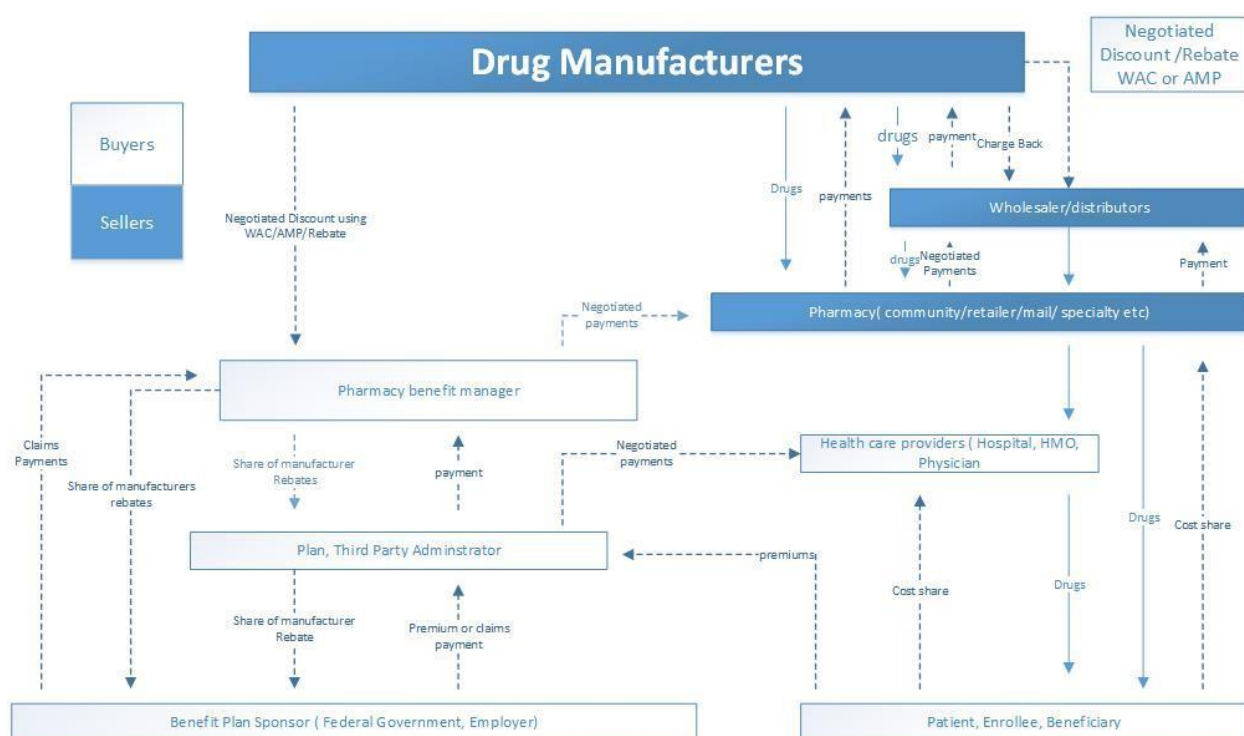 Drug Manufacturers
Negotiated
Discount /Rebate
WAC or AMP
Buyers
Sellers
Negotiated Discount using
WAC/AMP/Rebate
Drugs
payments
drugs
payment
Charge Back
Wholesaler/distributors
drugs
Negotiated
Payments
Payment
Pharmacy( community/retailer/mail/ specialty etc)
Negotiated
payments
Pharmacy benefit manager
Claims
Payments
Share of manufacturers
rebates
Share of manufacturer
Rebates
payment
Negotiated
payments
Health care providers ( Hospital, HMO,
Physician
Plan, Third Party Adminstrator
premiums
Drugs
Cost share
Drugs
Cost share
Share of manufacturer
Rebate
Premium or claims
payment
Benefit Plan Sponsor ( Federal Government, Employer)
Patient, Enrollee, Beneficiary